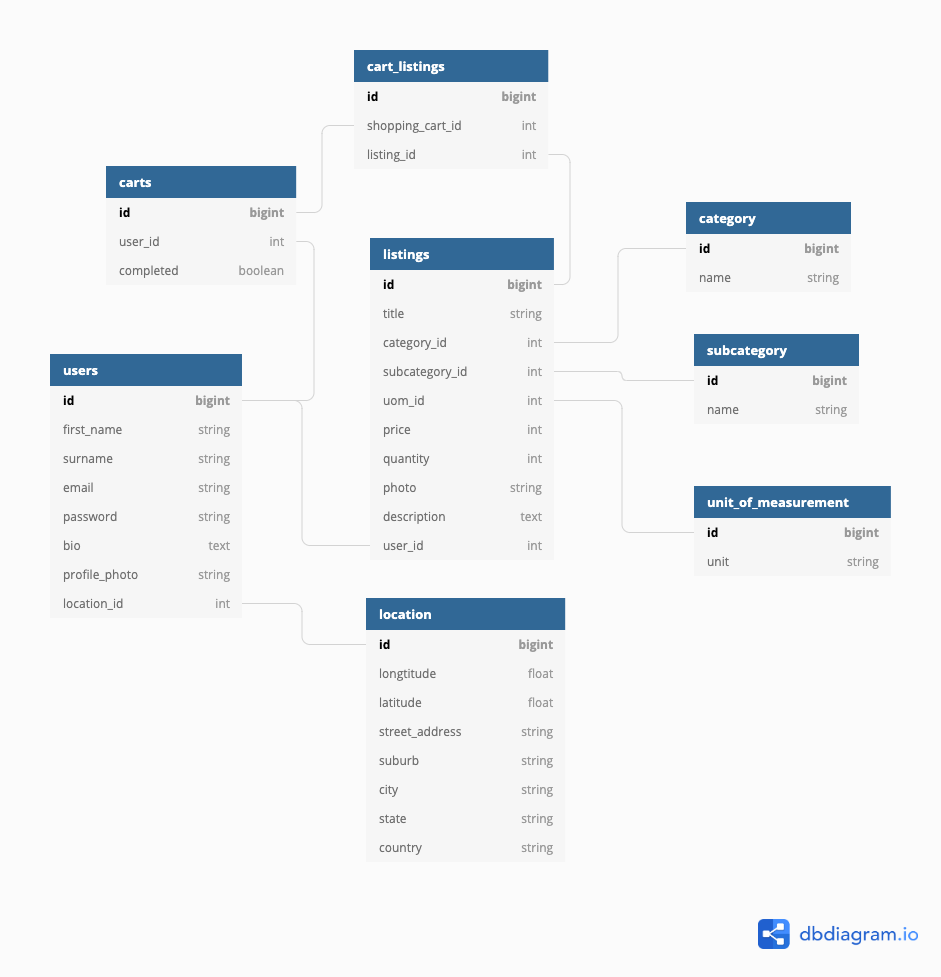 cart_listings
id bigint
shopping_cart_id int
listing_id int
carts
id bigint
user_id int
completed boolean
category
id bigint
name string
listings
id bigint
title string
category_id int
subcategory_id int
uom_id int
price int
quantity int
photo string
description text
user_id int
subcategory
id bigint
name string
users
id bigint
first_name string
surname string
email string
password string
bio text
profile_photo string
location_id int
unit_of_measurement
id bigint
unit string
location
id bigint
longtitude float
latitude float
street_address string
suburb string
city string
state string
country string
dbdiagram.io